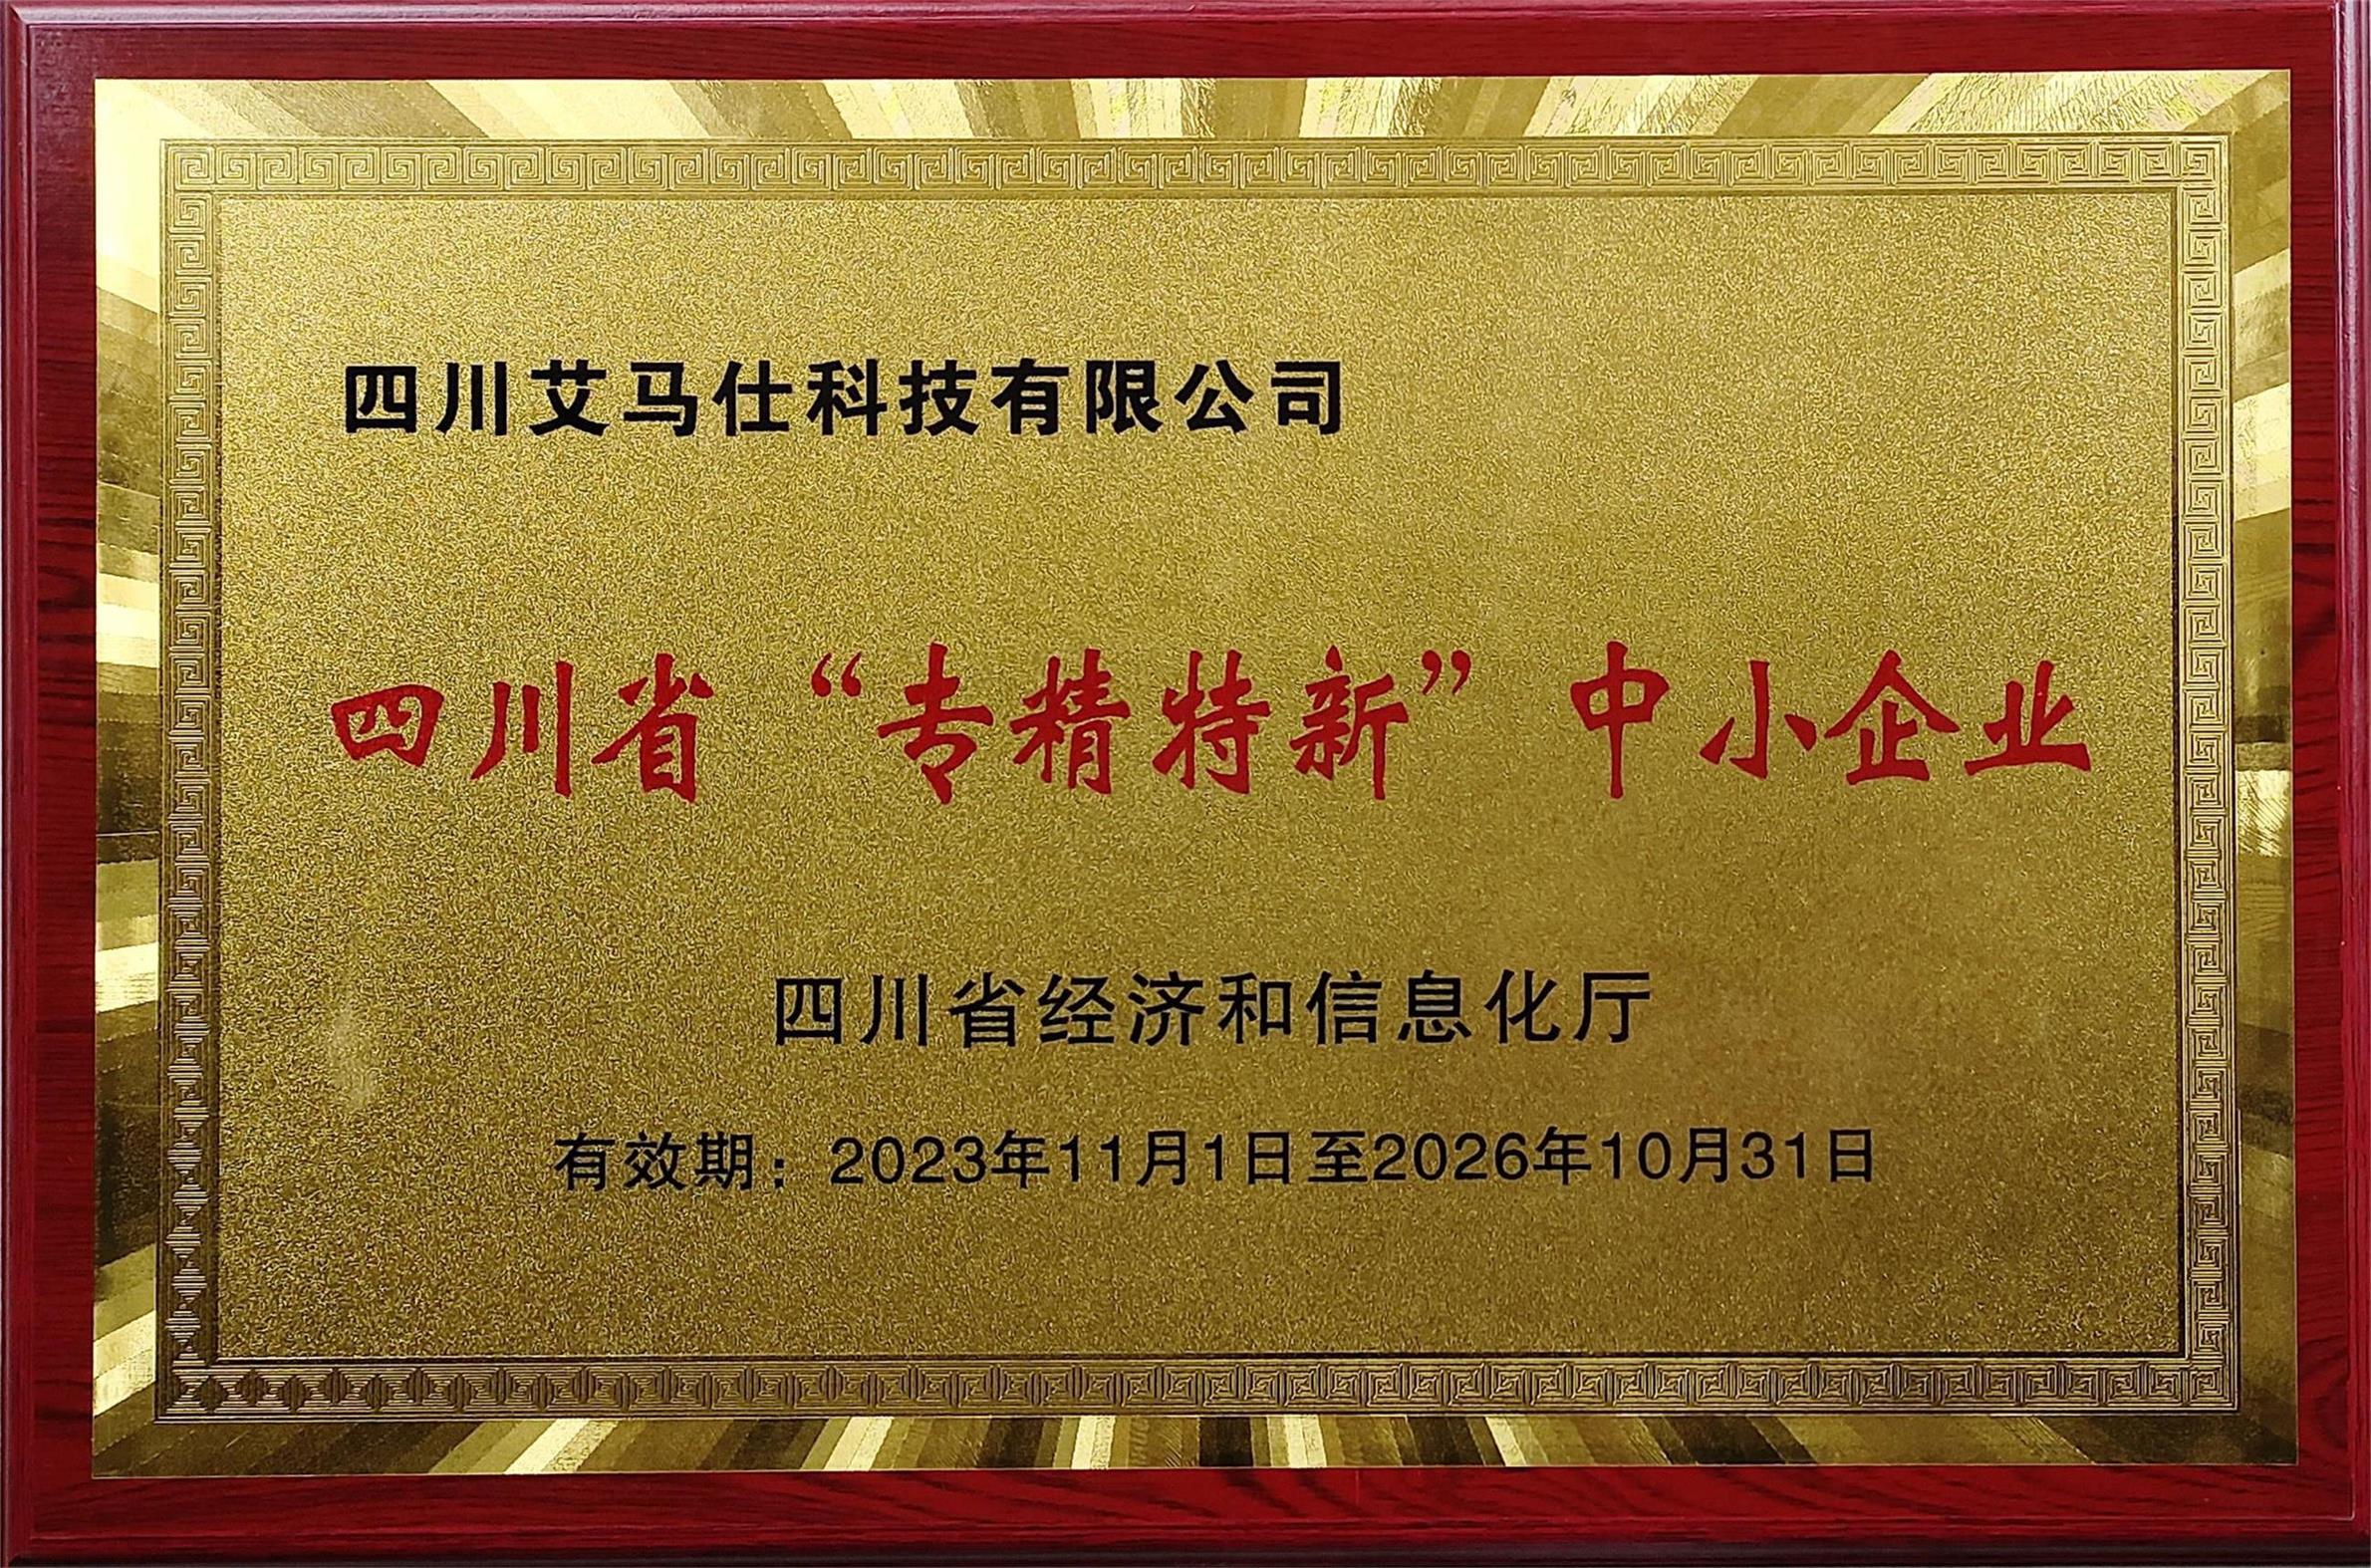 四川艾马仕科技有限公司
四川省“专精特新”中小企业
四川省经济和信息化厅
有效期：2023年11月1日至2026年10月31日